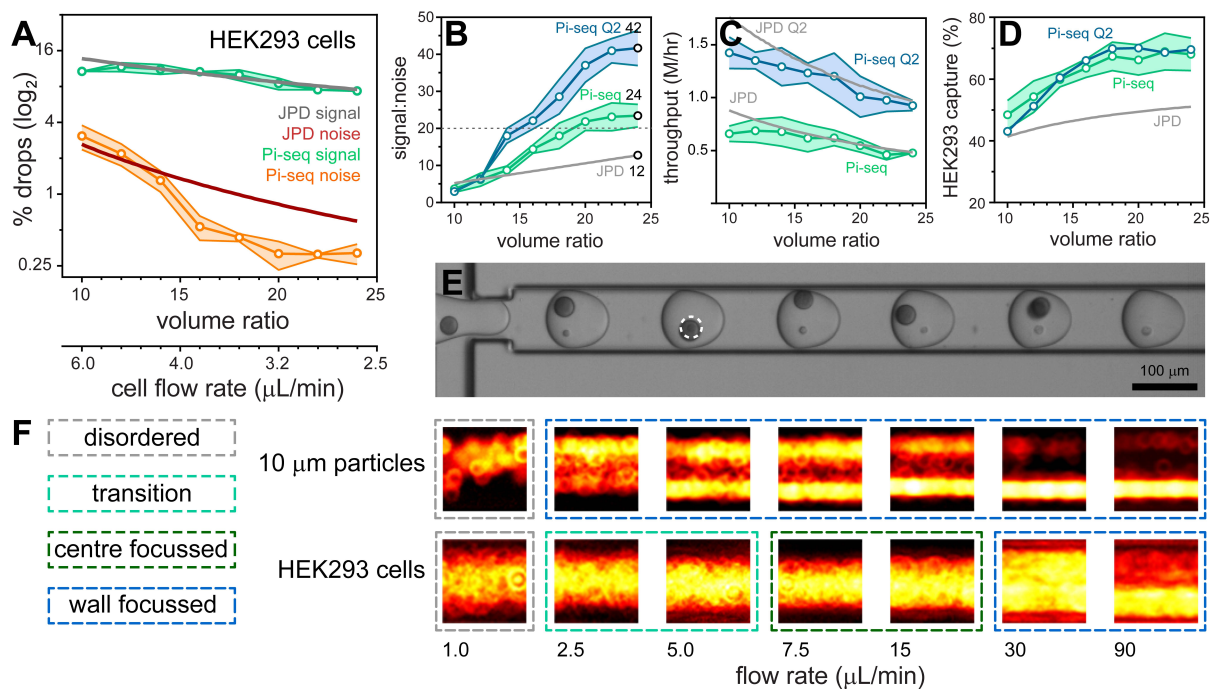 A
HEK293 cells
% drops (log2)
16
4
1
0.25
JPD signal
JPD noise
Pi-seq signal
Pi-seq noise
10 15 20 25
volume ratio
6.0 4.0 3.2 2.5
cell flow rate (μL/min)
B
signal:noise
50
40
30
20
10
0
Pi-seq Q2 42
Pi-seq 24
JPD 12
10 15 20 25
volume ratio
C
throughput (M/hr)
1.5
1.0
0.5
JPD Q2
Pi-seq Q2
JPD
Pi-seq
10 15 20 25
volume ratio
D
HEK293 capture (%)
80
60
40
20
Pi-seq Q2
Pi-seq
JPD
10 15 20 25
volume ratio
E
100 μm
F
disordered
transition
centre focussed
wall focussed
10 μm particles
HEK293 cells
1.0 2.5 5.0 7.5 15 30 90
flow rate (μL/min)